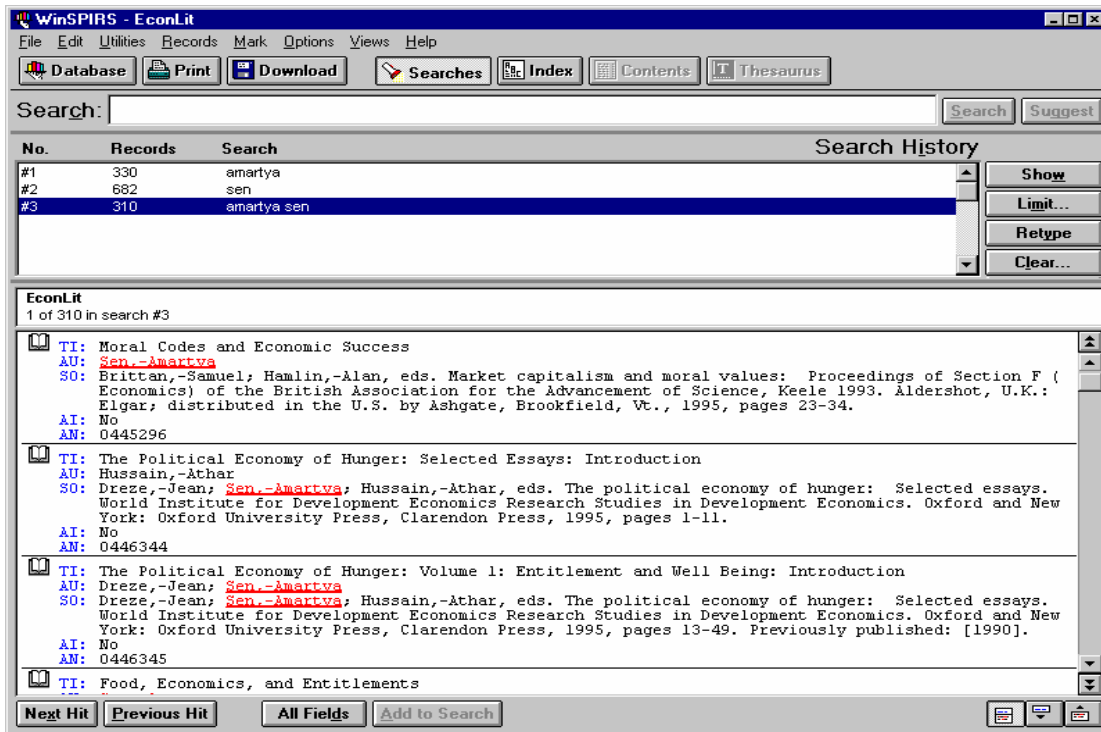 WinSPIRS - EconLit
File Edit Utilities Records Mark Options Views Help
Database Print Download Searches Index Contents Thesaurus
Search: Search Suggest
No. Records Search Search History
#1 330 amartya Show
#2 682 sen Limit...
#3 310 amartya sen
Retype
Clear...
EconLit
1 of 310 in search #3
TI: Moral Codes and Economic Success
AU: Sen,-Amartya
SO: Brittan,-Samuel; Hamlin,-Alan, eds. Market capitalism and moral values: Proceedings of Section F (
Economics) of the British Association for the Advancement of Science, Keele 1993. Aldershot, U.K.:
Elgar; distributed in the U.S. by Ashgate, Brookfield, Vt., 1995, pages 23-34.
AI: No
AN: 0445296
TI: The Political Economy of Hunger: Selected Essays: Introduction
AU: Hussain,-Athar
SO: Dreze,-Jean; Sen,-Amartya; Hussain,-Athar, eds. The political economy of hunger: Selected essays.
World Institute for Development Economics Research Studies in Development Economics. Oxford and New
York: Oxford University Press, Clarendon Press, 1995, pages 1-11.
AI: No
AN: 0446344
TI: The Political Economy of Hunger: Volume 1: Entitlement and Well Being: Introduction
AU: Dreze,-Jean; Sen,-Amartya
SO: Dreze,-Jean; Sen,-Amartya; Hussain,-Athar, eds. The political economy of hunger: Selected essays.
World Institute for Development Economics Research Studies in Development Economics. Oxford and New
York: Oxford University Press, Clarendon Press, 1995, pages 13-49. Previously published: [1990].
AI: No
AN: 0446345
TI: Food, Economics, and Entitlements
Next Hit Previous Hit All Fields Add to Search